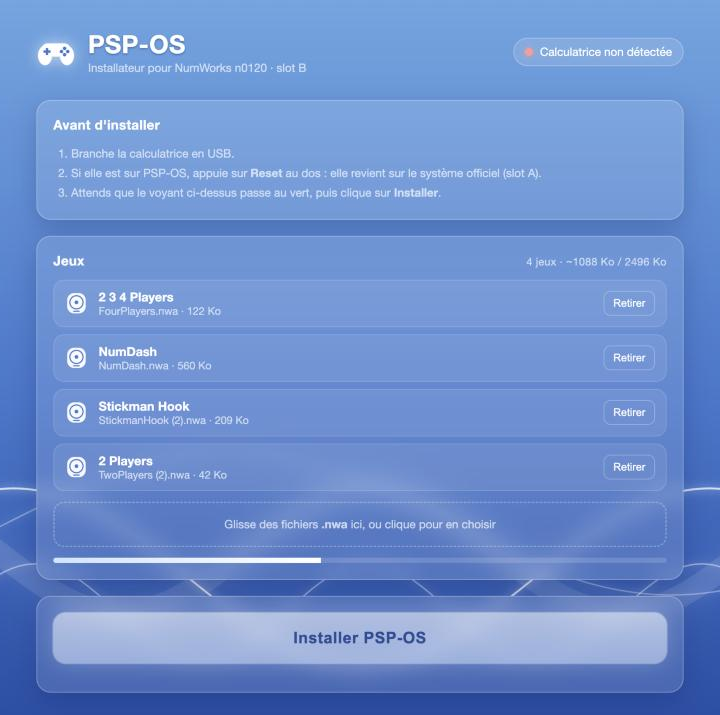 PSP-OS
Installateur pour NumWorks n0120 · slot B
Calculatrice non détectée
Avant d'installer
1. Branche la calculatrice en USB.
2. Si elle est sur PSP-OS, appuie sur Reset au dos : elle revient sur le système officiel (slot A).
3. Attends que le voyant ci-dessus passe au vert, puis clique sur Installer.
Jeux
4 jeux · ~1088 Ko / 2496 Ko
2 3 4 Players
FourPlayers.nwa · 122 Ko
Retirer
NumDash
NumDash.nwa · 560 Ko
Retirer
Stickman Hook
StickmanHook (2).nwa · 209 Ko
Retirer
2 Players
TwoPlayers (2).nwa · 42 Ko
Retirer
Glisse des fichiers .nwa ici, ou clique pour en choisir
Installer PSP-OS